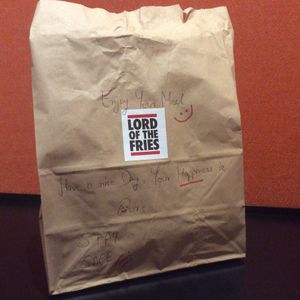 Enjoy Your Meal
LORD
OF THE
FRIES
Have a nice Day. Your Happiness is
Ours
STAY
SAFE